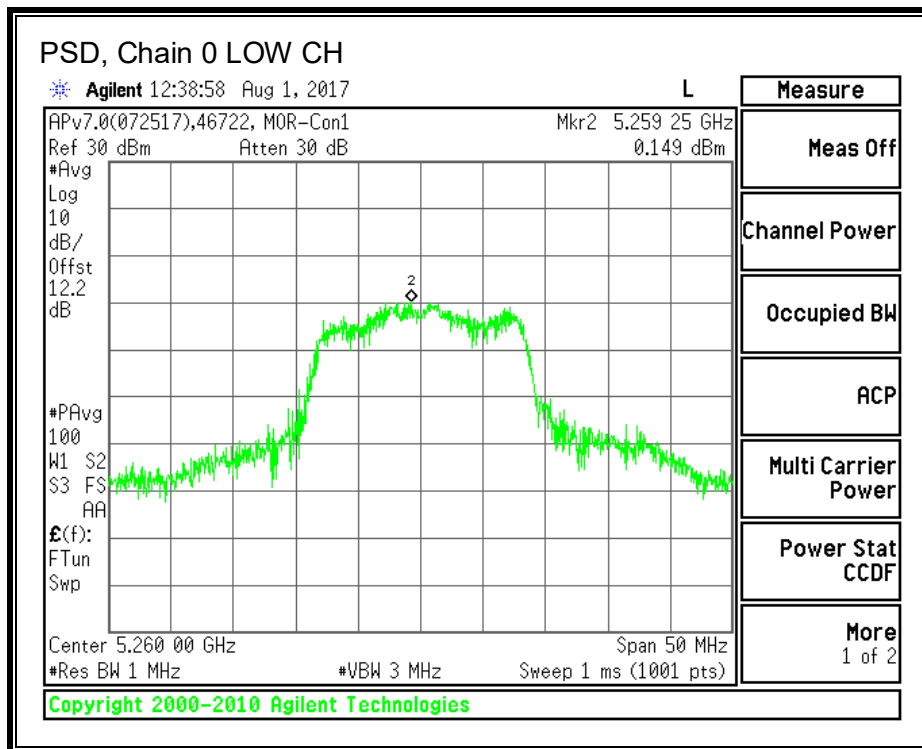 PSD, Chain 0 LOW CH
Agilent 12:38:58 Aug 1, 2017 L
APv7.0(072517),46722, MOR-Con1 Mkr2 5.259 25 GHz
Ref 30 dBm Atten 30 dB 0.149 dBm
#Avg
Log
10
dB/
Offst
12.2
dB
2
#PAvg
100
W1 S2
S3 FS
AA
£(f):
FTun
Swp
Center 5.260 00 GHz Span 50 MHz
#Res BW 1 MHz #VBW 3 MHz Sweep 1 ms (1001 pts)
Copyright 2000-2010 Agilent Technologies
Measure
Meas Off
Channel Power
Occupied BW
ACP
Multi Carrier
Power
Power Stat
CCDF
More
1 of 2